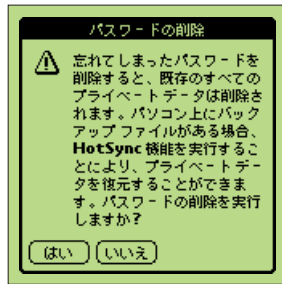 パスワードの削除
忘れてしまったパスワードを
削除すると、既存のすべての
プライベートデータは削除さ
れます。パソコン上にバック
アップ ファイルがある場合、
HotSync 機能を実行するこ
とにより、プライベートデー
タを復元することができま
す。パスワードの削除を実行
しますか?
はい いいえ